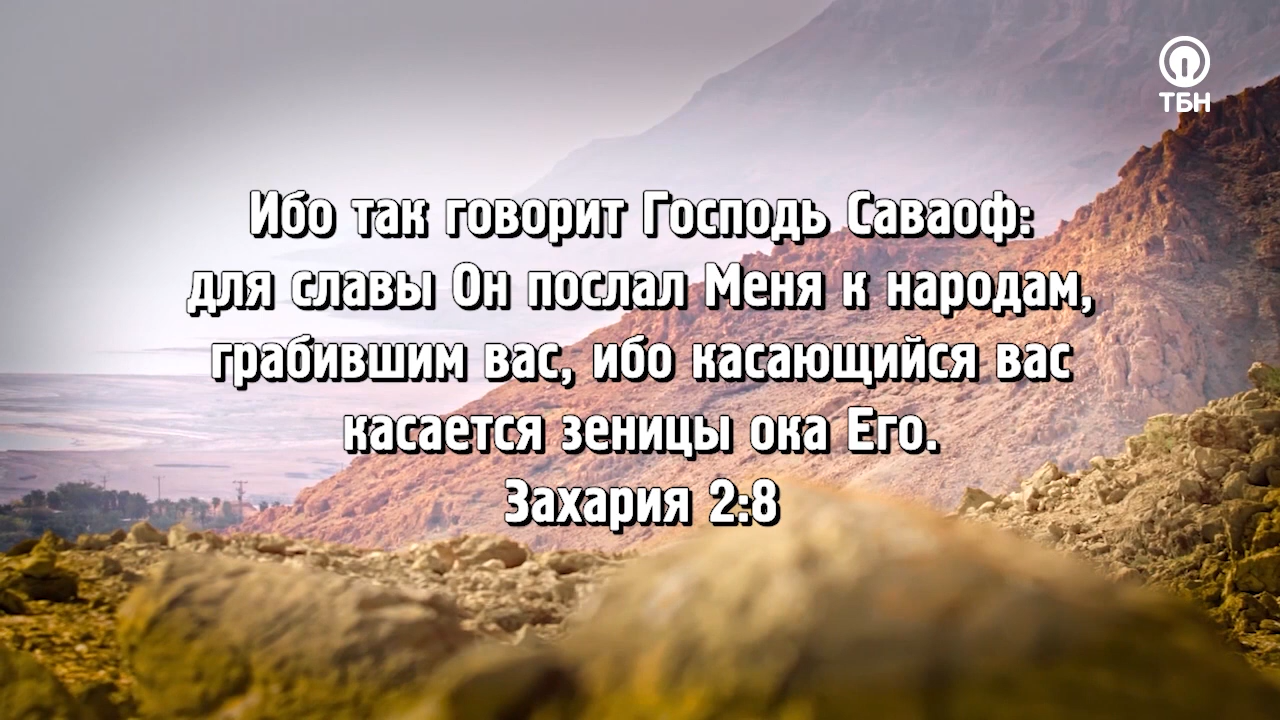 ТБН
Ибо так говорит Господь Саваоф:
для славы Он послал Меня к народам,
грабившим вас, ибо касающийся вас
касается зеницы ока Его.
Захария 2:8